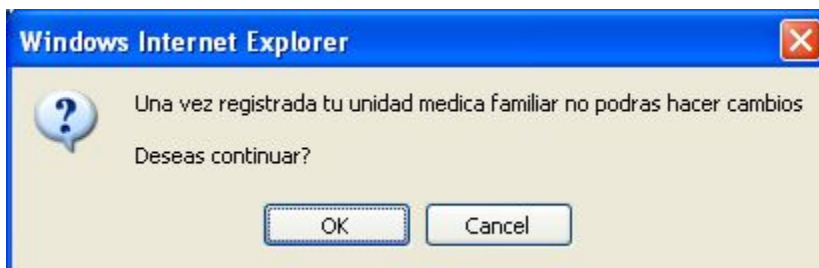 Windows Internet Explorer
Una vez registrada tu unidad medica familiar no podras hacer cambios
Deseas continuar?
OK
Cancel